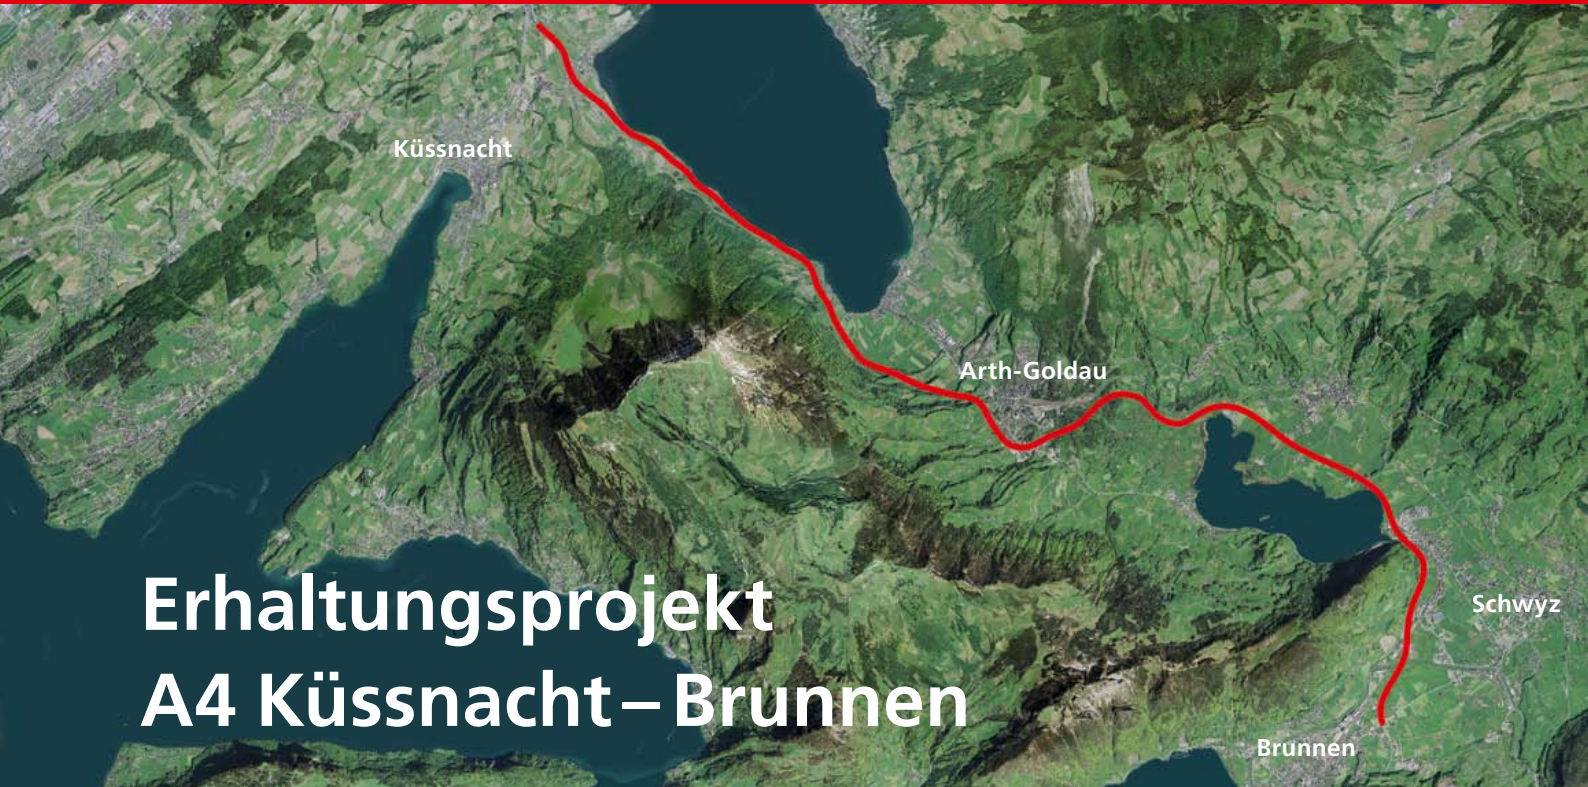 Küssnacht
Arth-Goldau
Erhaltungsprojekt
Schwyz
A4 Küssnacht – Brunnen
Brunnen